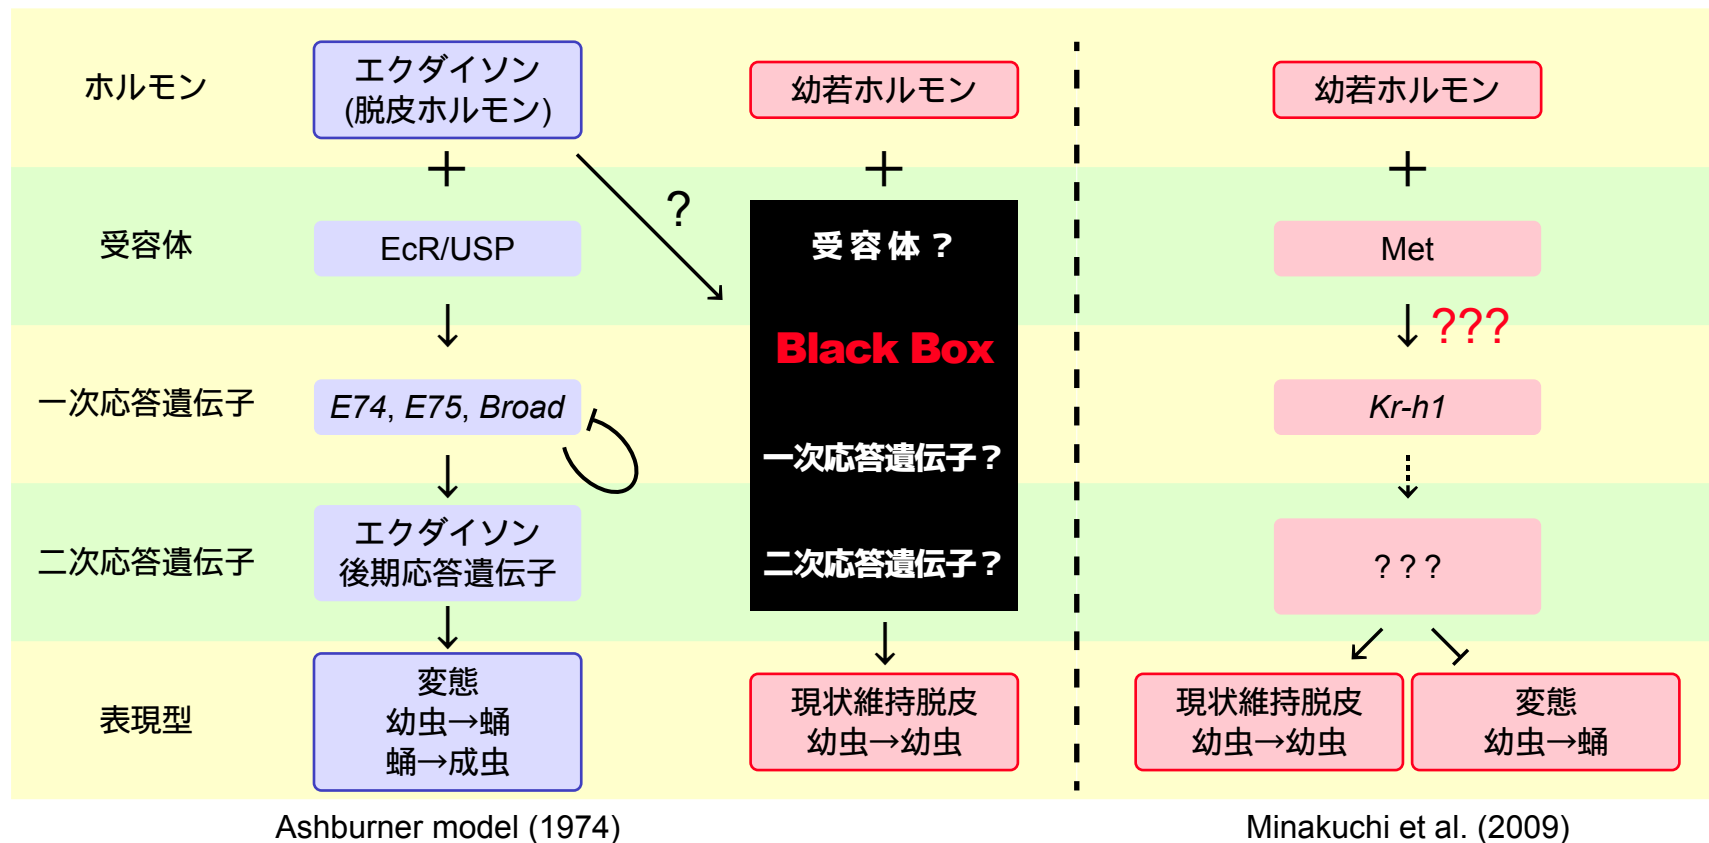 ホルモン
エクダイソン
(脱皮ホルモン)
幼若ホルモン
幼若ホルモン
+
+
+
?
受容体
EcR/USP
受容体？
Met
Black Box
???
一次応答遺伝子
E74, E75, Broad
Kr-h1
一次応答遺伝子？
二次応答遺伝子
エクダイソン
後期応答遺伝子
二次応答遺伝子？
？？？
表現型
変態
幼虫→蛹
蛹→成虫
現状維持脱皮
幼虫→幼虫
現状維持脱皮
幼虫→幼虫
変態
幼虫→蛹
Ashburner model (1974)
Minakuchi et al. (2009)